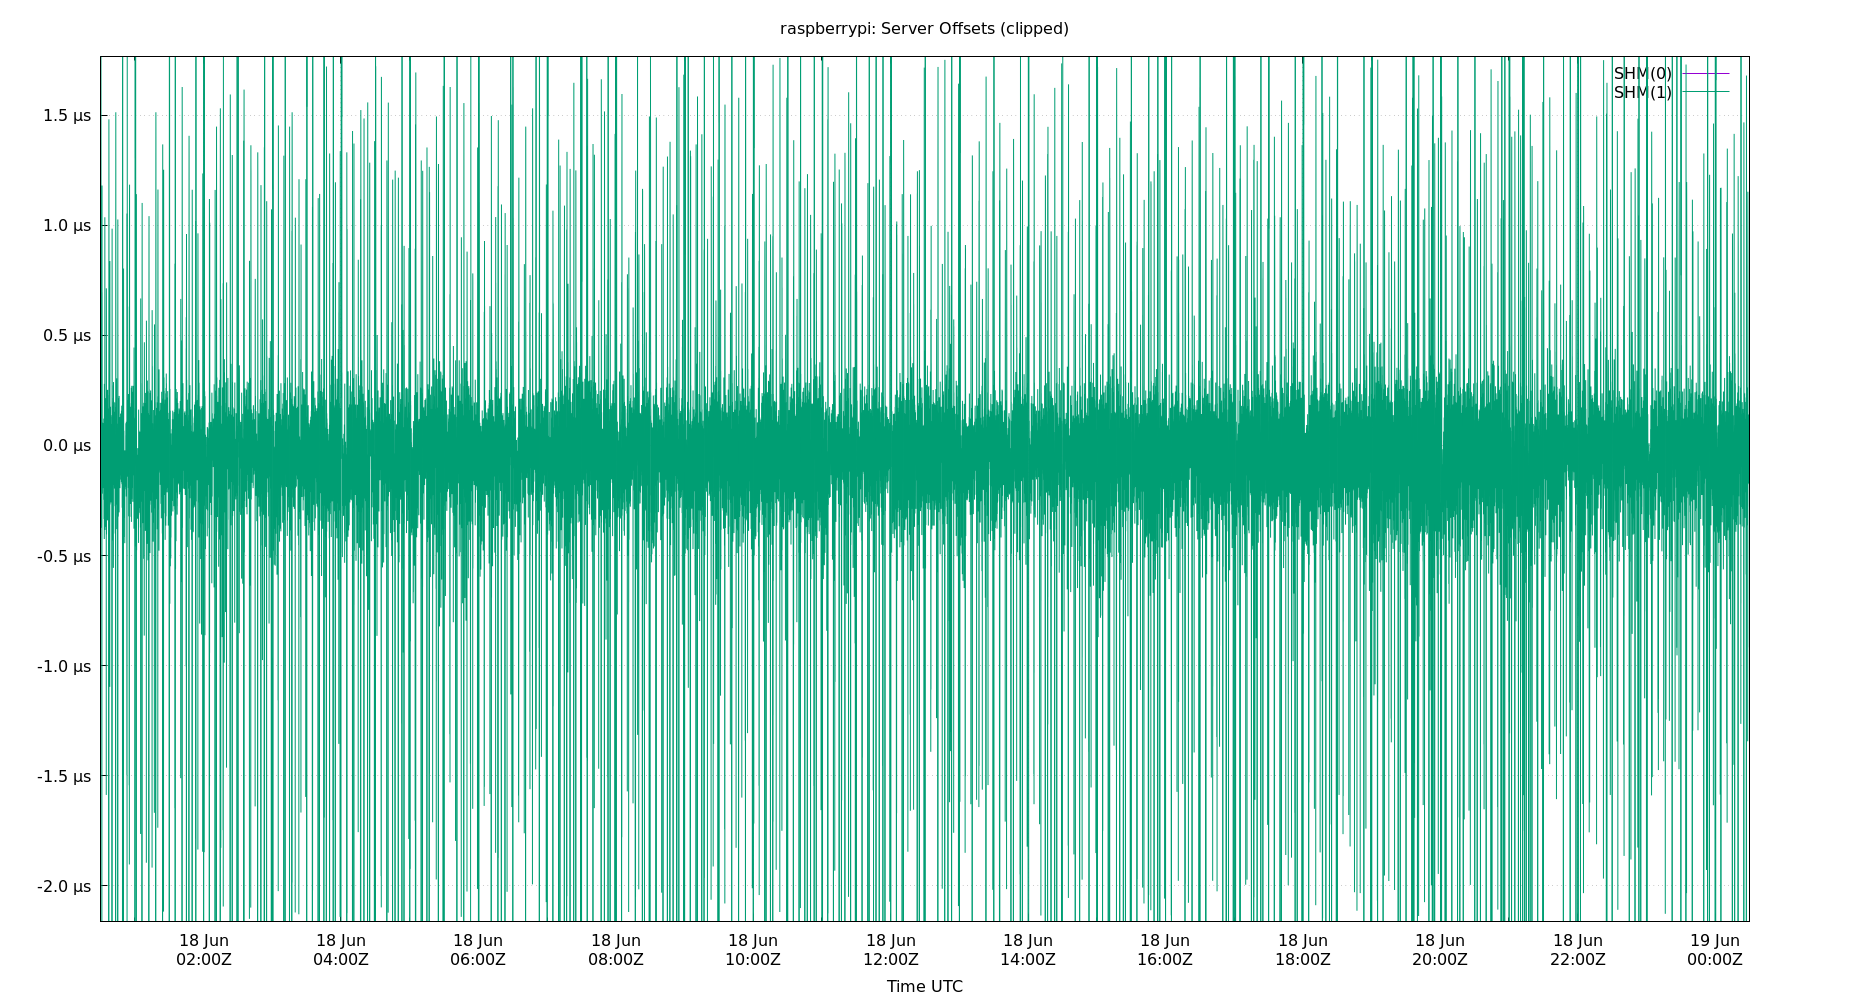 raspberrypi: Server Offsets (clipped)
SHM(0)
SHM(1)
1.5 µs
1.0 µs
0.5 µs
0.0 µs
-0.5 µs
-1.0 µs
-1.5 µs
-2.0 µs
18 Jun 18 Jun 18 Jun 18 Jun 18 Jun 18 Jun 18 Jun 18 Jun 18 Jun 18 Jun 18 Jun 19 Jun
02:00Z 04:00Z 06:00Z 08:00Z 10:00Z 12:00Z 14:00Z 16:00Z 18:00Z 20:00Z 22:00Z 00:00Z
Time UTC